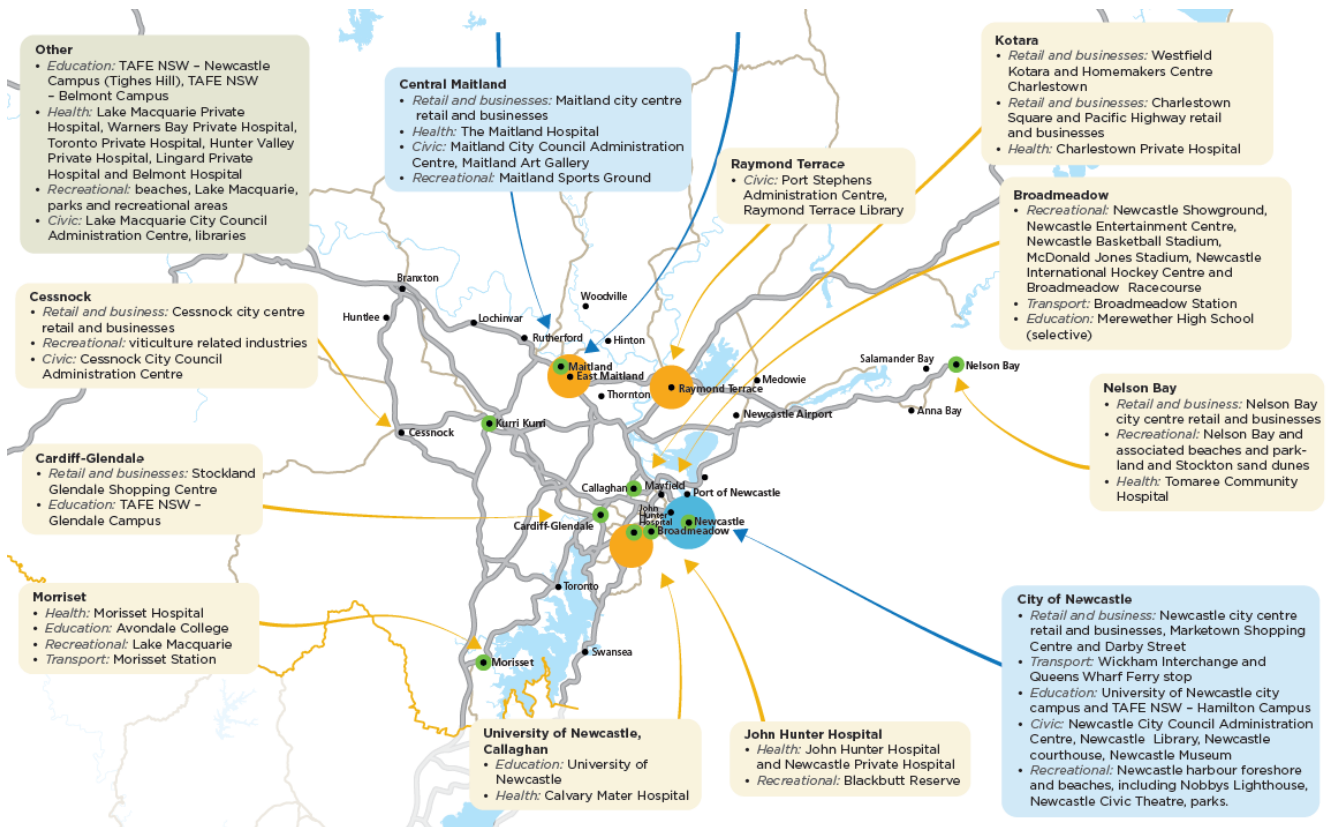 Other
• Education: TAFE NSW – Newcastle
Campus (Tighes Hill), TAFE NSW
– Belmont Campus
• Health: Lake Macquarie Private
Hospital, Warners Bay Private Hospital,
Toronto Private Hospital, Hunter Valley
Private Hospital, Lingard Private
Hospital and Belmont Hospital
• Recreational: beaches, Lake Macquarie,
parks and recreational areas
• Civic: Lake Macquarie City Council
Administration Centre, libraries
Central Maitland
• Retail and businesses: Maitland city centre
retail and businesses
• Health: The Maitland Hospital
• Civic: Maitland City Council Administration
Centre, Maitland Art Gallery
• Recreational: Maitland Sports Ground
Raymond Terrace
• Civic: Port Stephens
Administration Centre,
Raymond Terrace Library
Kotara
• Retail and businesses: Westfield
Kotara and Homemakers Centre
Charlestown
• Retail and businesses: Charlestown
Square and Pacific Highway retail
and businesses
• Health: Charlestown Private Hospital
Broadmeadow
• Recreational: Newcastle Showground,
Newcastle Entertainment Centre,
Newcastle Basketball Stadium,
McDonald Jones Stadium, Newcastle
International Hockey Centre and
Broadmeadow Racecourse
• Transport: Broadmeadow Station
• Education: Merewether High School
(selective)
Cessnock
• Retail and business: Cessnock city centre
retail and businesses
• Recreational: viticulture related industries
• Civic: Cessnock City Council
Administration Centre
Branxton
Huntlee
Lochinvar
Woodville
Rutherford
Hinton
Maitland
East Maitland
Thornton
Raymond Terrace
Medowie
Salamander Bay
Nelson Bay
Anna Bay
Newcastle Airport
Cessnock
Kurri Kurri
Nelson Bay
• Retail and business: Nelson Bay
city centre retail and businesses
• Recreational: Nelson Bay and
associated beaches and park-
land and Stockton sand dunes
• Health: Tomaree Community
Hospital
Cardiff-Glendale
• Retail and businesses: Stockland
Glendale Shopping Centre
• Education: TAFE NSW –
Glendale Campus
Callaghan
Mayfield
Port of Newcastle
John
Hunter
Hospital
Cardiff-Glendale
Newcastle
Broadmeadow
Toronto
Swansea
Morisset
Morriset
• Health: Morisset Hospital
• Education: Avondale College
• Recreational: Lake Macquarie
• Transport: Morisset Station
University of Newcastle,
Callaghan
• Education: University of
Newcastle
• Health: Calvary Mater Hospital
John Hunter Hospital
• Health: John Hunter Hospital
and Newcastle Private Hospital
• Recreational: Blackbutt Reserve
City of Newcastle
• Retail and business: Newcastle city centre
retail and businesses, Marketown Shopping
Centre and Darby Street
• Transport: Wickham Interchange and
Queens Wharf Ferry stop
• Education: University of Newcastle city
campus and TAFE NSW – Hamilton Campus
• Civic: Newcastle City Council Administration
Centre, Newcastle Library, Newcastle
courthouse, Newcastle Museum
• Recreational: Newcastle harbour foreshore
and beaches, including Nobbys Lighthouse,
Newcastle Civic Theatre, parks.